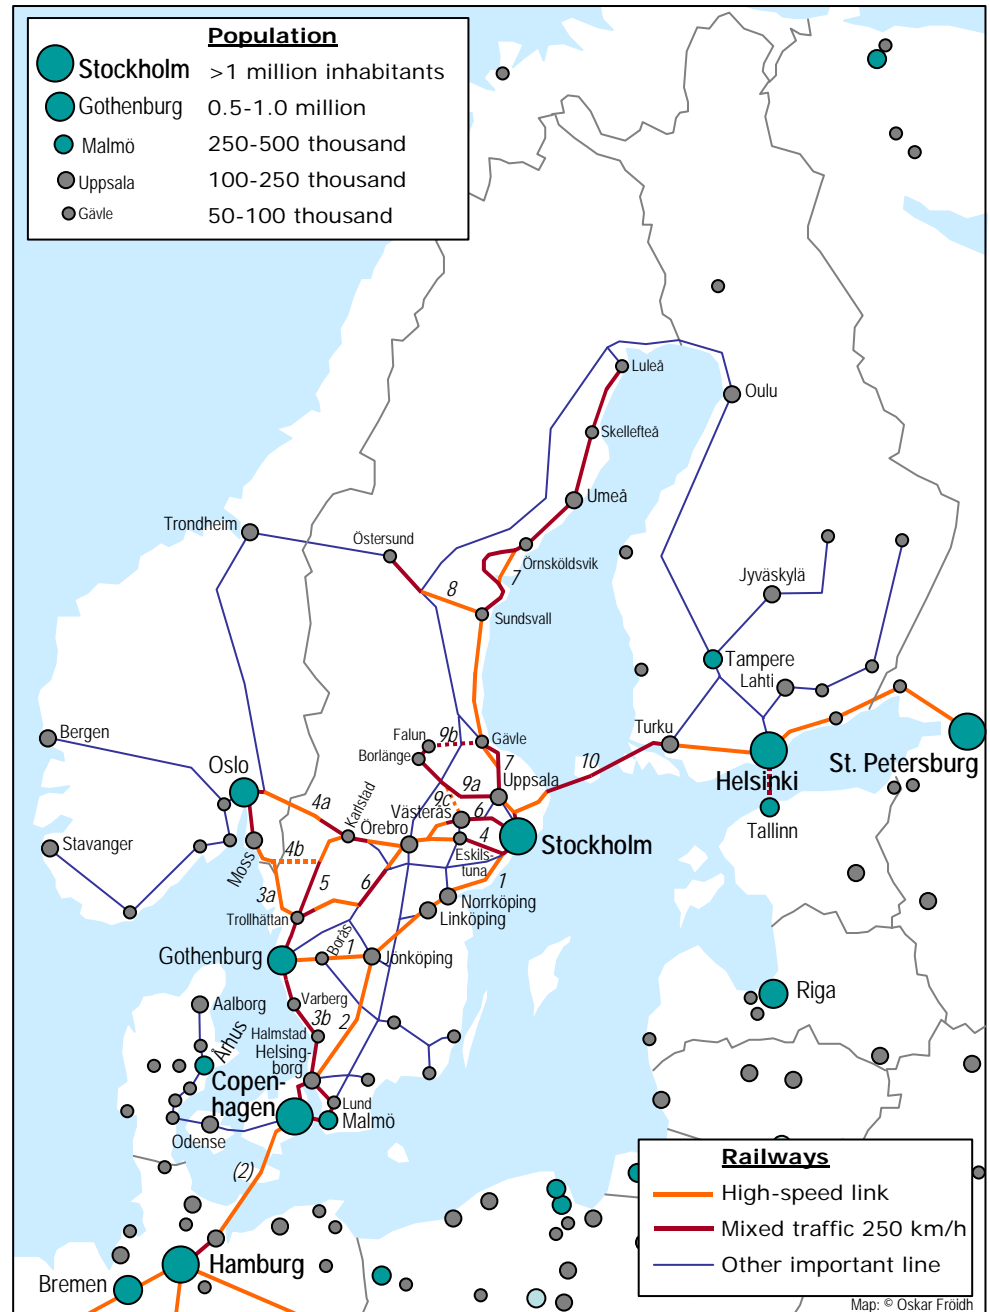 Population
Stockholm >1 million inhabitants
Gothenburg 0.5-1.0 million
Malmö 250-500 thousand
Uppsala 100-250 thousand
Gävle 50-100 thousand
Luleå
Oulu
Skellefteå
Umeå
Trondheim
Östersund
Örnsköldsvik
7
8
Jyväskylä
Sundsvall
Tampere
Lahti
Bergen
Falun
9b
Gävle
Turku
Borlänge
7
10
Oslo
9a
Uppsala
Helsinki
St. Petersburg
4a
Karlstad
9c
Västerås
6
Tallinn
Örebro
4
Stockholm
Stavanger
Moss
4b
Eskils-
tuna
3a
5
6
1
Norrköping
Linköping
Trollhättan
Gothenburg
Borås
1
Jönköping
Riga
Aalborg
Varberg
3b
2
Århus
Halmstad
Helsing-
borg
Copen-
hagen
Lund
Malmö
Odense
(2)
Railways
High-speed link
Mixed traffic 250 km/h
Other important line
Hamburg
Bremen
Map: © Oskar Fröidh